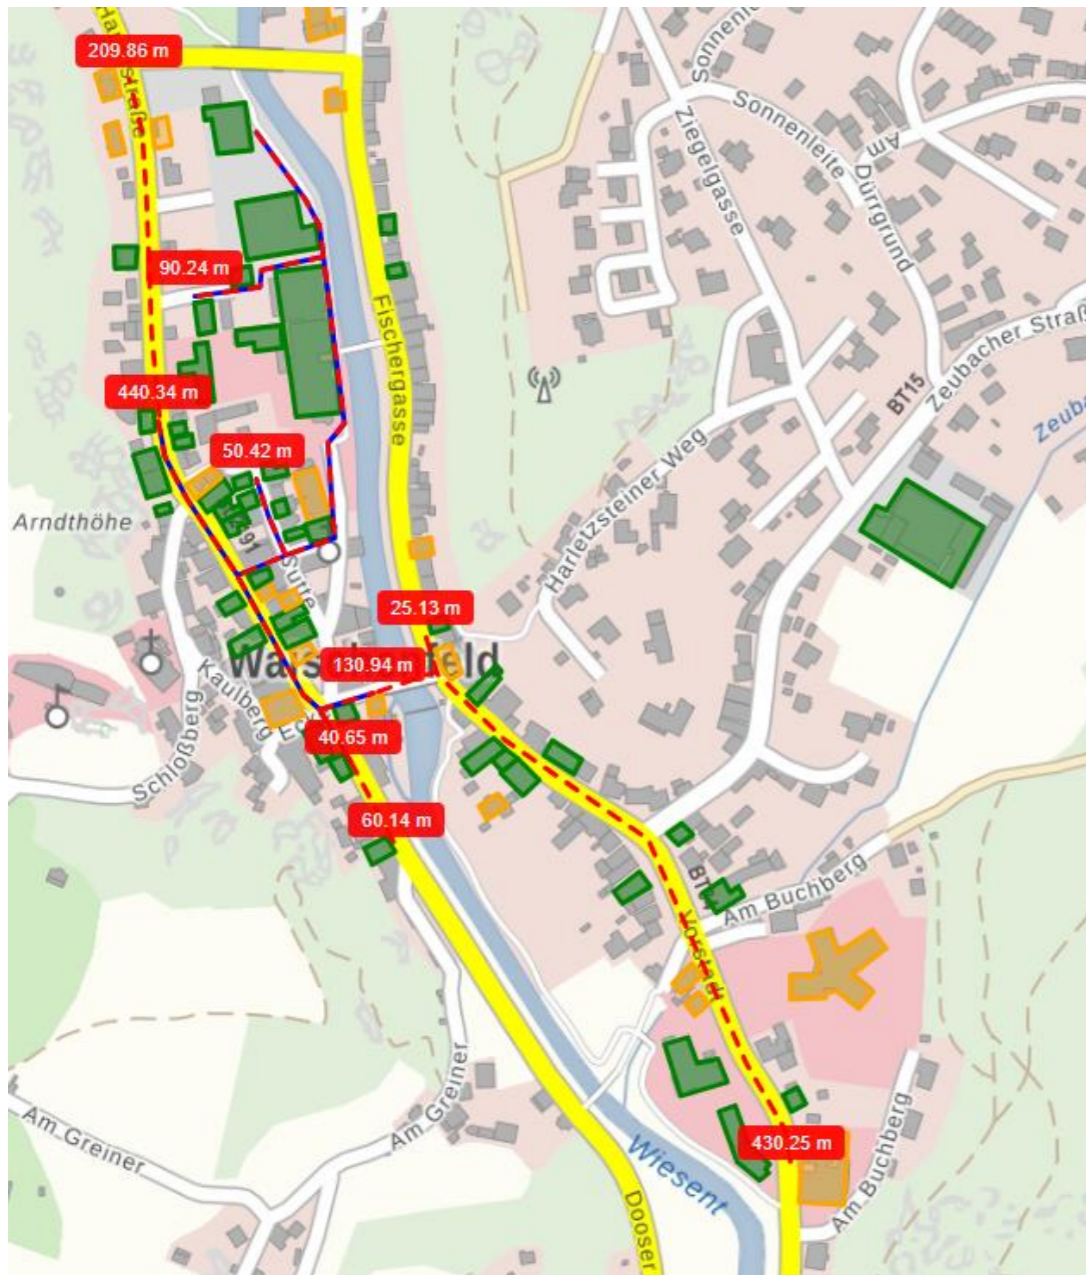 209.86 m
Sonnenleite
Ziegelgasse
Am
Dürrgrund
90.24 m
Fischergasse
Zeubacher Straß
BT15
440.34 m
50.42 m
Harletzsteiner Weg
Arndthöhe
91
25.13 m
130.94 m
Kaulberg
40.65 m
Schloßberg
60.14 m
Am Buchberg
Vorstadt
Am Greiner
Am Greiner
430.25 m
Am Buchberg
Wiesent
Dooser